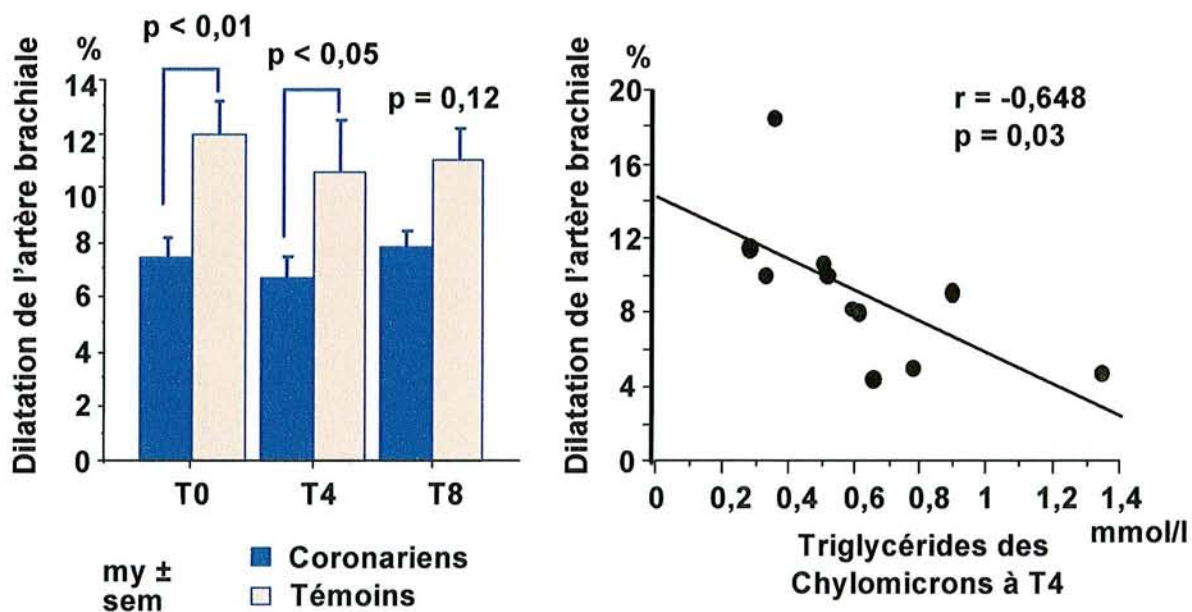 p < 0,01
%
p < 0,05
p = 0,12
Dilatation de l'artère brachiale
14
12
10
8
6
4
2
0
T0 T4 T8
my ±
sem
Coronariens
Témoins
%
r = -0,648
p = 0,03
Dilatation de l'artère brachiale
20
16
12
8
4
0
0 0,2 0,4 0,6 0,8 1 1,2 1,4
mmol/l
Triglycérides des
Chylomicrons à T4